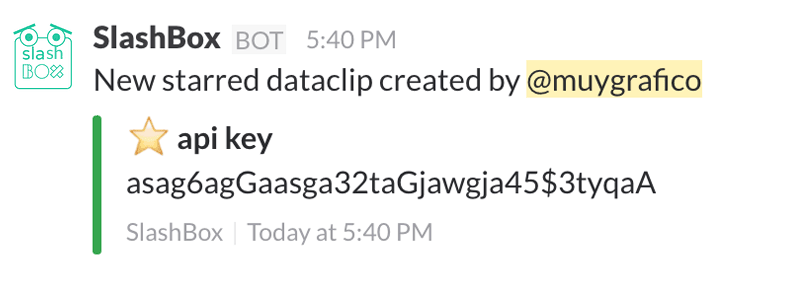 slash
BOX
SlashBox BOT 5:40 PM
New starred dataclip created by @muygrafico
api key
asag6agGaasga32taGjawgja45$3tyqaA
SlashBox | Today at 5:40 PM